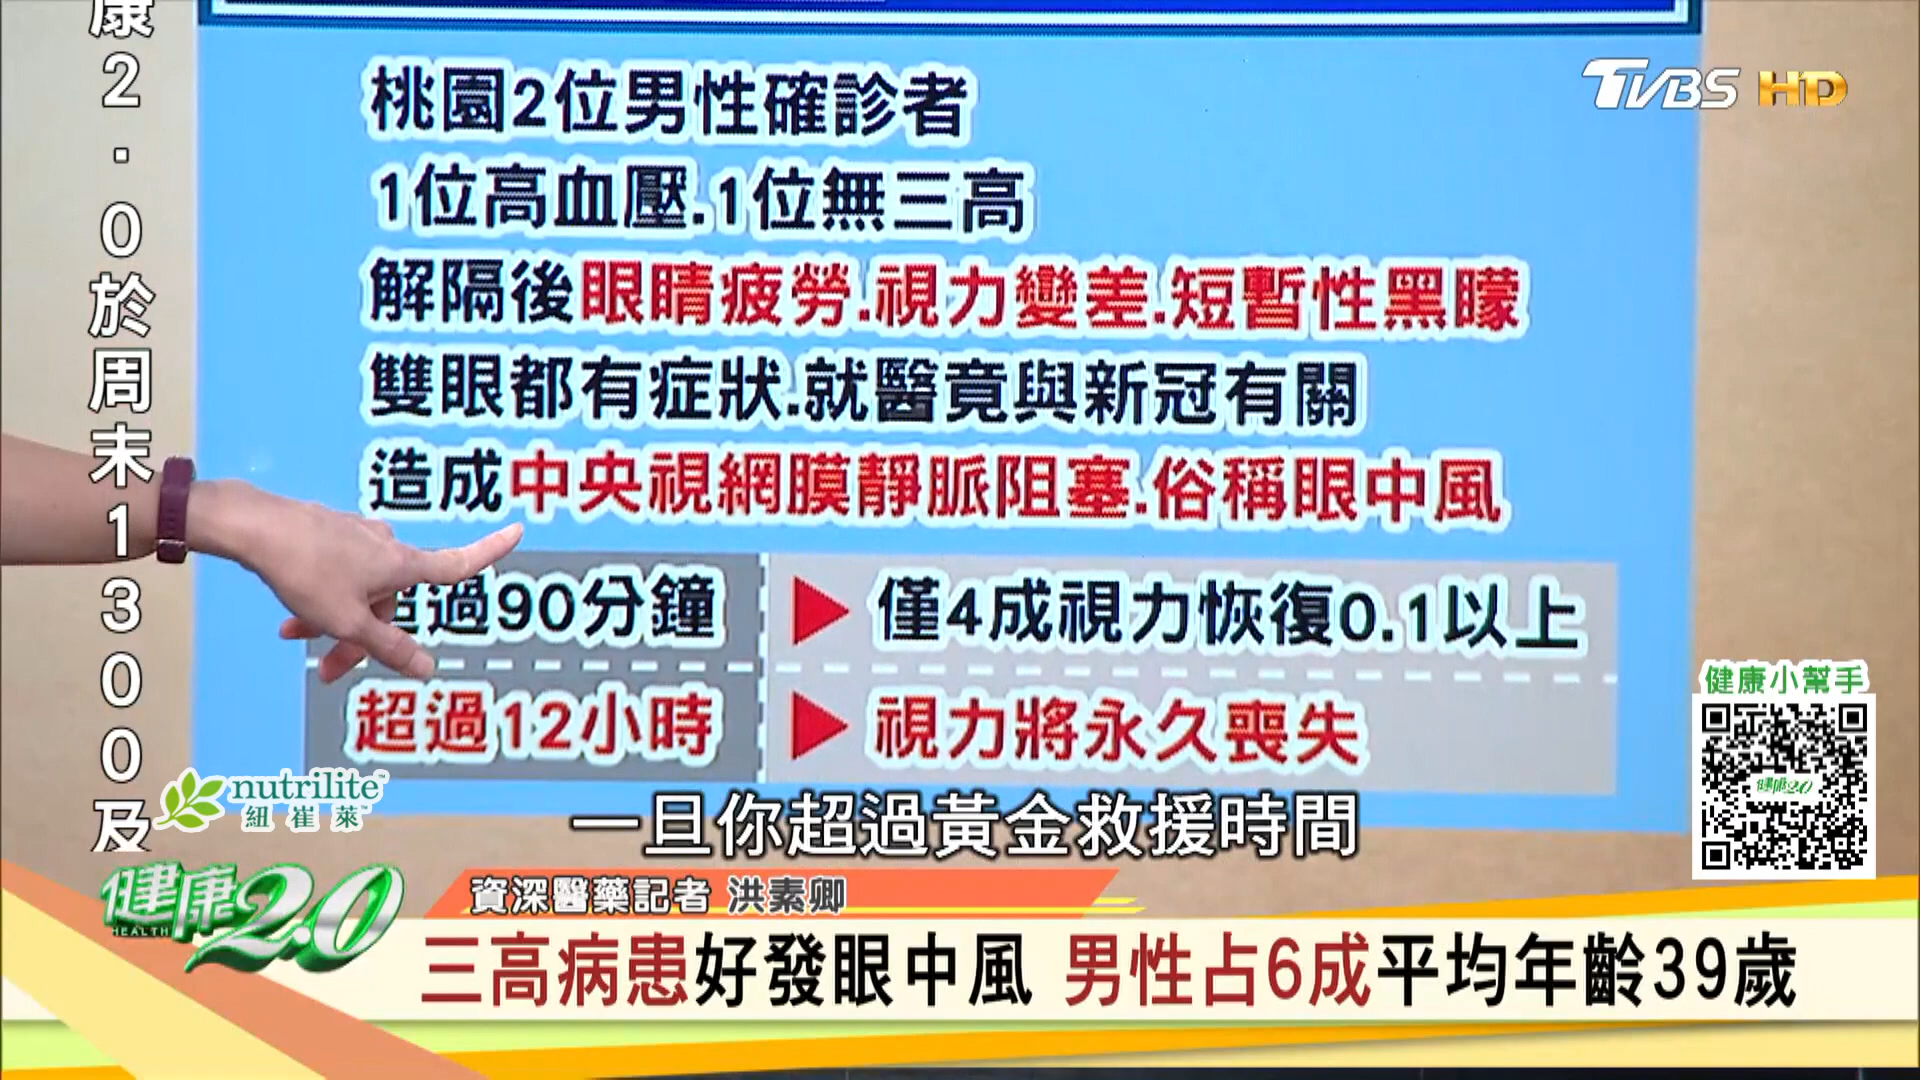 康2.0於周末1300及
TVBS HD
桃園2位男性確診者
1位高血壓.1位無三高
解隔後眼睛疲勞.視力變差.短暫性黑矇
雙眼都有症狀.就醫竟與新冠有關
造成中央視網膜靜脈阻塞.俗稱眼中風
超過90分鐘 僅4成視力恢復0.1以上
超過12小時 視力將永久喪失
健康小幫手
健康2.0
nutrilite™
紐崔萊™
一旦你超過黃金救援時間
健康2.0
HEALTH
資深醫藥記者 洪素卿
三高病患好發眼中風 男性占6成平均年齡39歲